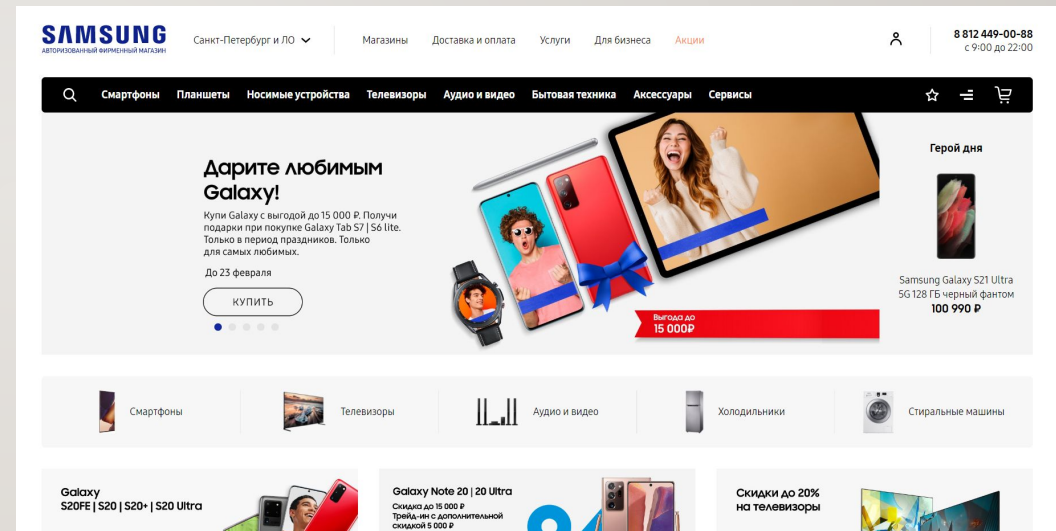 SAMSUNG
АВТОРИЗОВАННЫЙ ФИРМЕННЫЙ МАГАЗИН
Санкт-Петербург и ЛО
Магазины Доставка и оплата Услуги Для бизнеса Акции
8 812 449-00-88
с 9:00 до 22:00
Смартфоны Планшеты Носимые устройства Телевизоры Аудио и видео Бытовая техника Аксессуары Сервисы
Дарите любимым
Galaxy!
Купи Galaxy с выгодой до 15 000 ₽. Получи
подарки при покупке Galaxy Tab S7 | S6 lite.
Только в период праздников. Только
для самых любимых.
До 23 февраля
КУПИТЬ
Выгода до
15 000₽
Герой дня
Samsung Galaxy S21 Ultra
5G 128 ГБ черный фантом
100 990 ₽
Смартфоны
Телевизоры
Аудио и видео
Холодильники
Стиральные машины
Galaxy
S20FE | S20 | S20+ | S20 Ultra
Galaxy Note 20 | 20 Ultra
Скидка до 15 000 ₽
Трейд-ин с дополнительной
скидкой 5 000 ₽
Скидки до 20%
на телевизоры